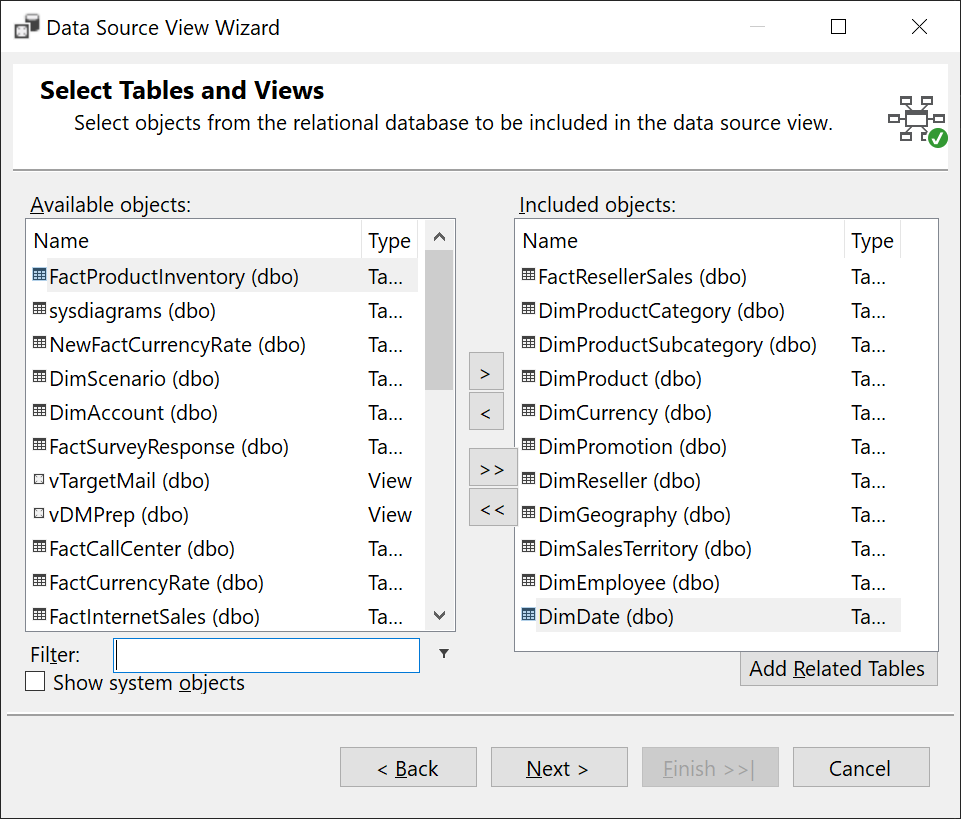 Data Source View Wizard
Select Tables and Views
Select objects from the relational database to be included in the data source view.
Available objects:
Name Type
FactProductInventory (dbo) Ta...
sysdiagrams (dbo) Ta...
NewFactCurrencyRate (dbo) Ta...
DimScenario (dbo) Ta...
DimAccount (dbo) Ta...
FactSurveyResponse (dbo) Ta...
vTargetMail (dbo) View
vDMPrep (dbo) View
FactCallCenter (dbo) Ta...
FactCurrencyRate (dbo) Ta...
FactInternetSales (dbo) Ta...
Filter:
Show system objects
>
<
>>
<<
Included objects:
Name Type
FactResellerSales (dbo) Ta...
DimProductCategory (dbo) Ta...
DimProductSubcategory (dbo) Ta...
DimProduct (dbo) Ta...
DimCurrency (dbo) Ta...
DimPromotion (dbo) Ta...
DimReseller (dbo) Ta...
DimGeography (dbo) Ta...
DimSalesTerritory (dbo) Ta...
DimEmployee (dbo) Ta...
DimDate (dbo) Ta...
Add Related Tables
< Back
Next >
Finish >>|
Cancel